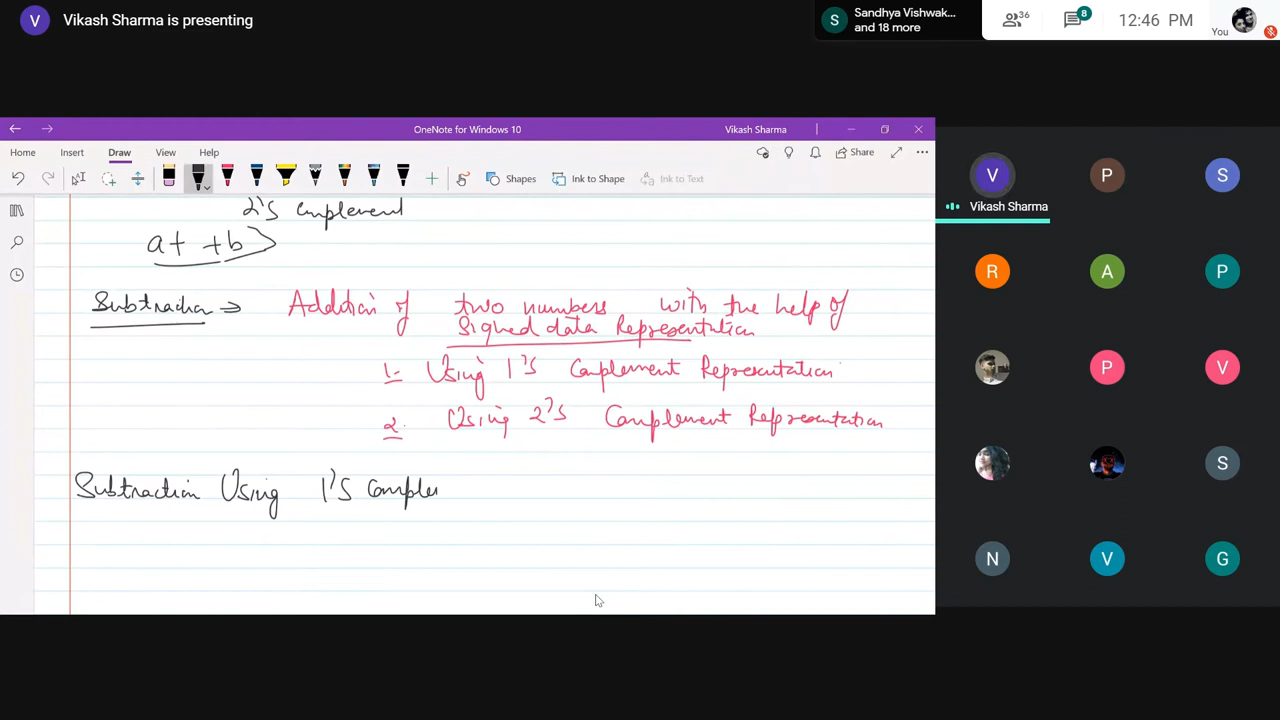 V Vikash Sharma is presenting
Sandhya Vishwak...
S
and 18 more
36
8
12:46 PM
You
OneNote for Windows 10
Vikash Sharma
Home Insert Draw View Help
Share
Shapes Ink to Shape Ink to Text
2's complement
a+ +b
Subtraction ⇒ Addition of two numbers with the help of
Signed data Representation
1- Using 1's Complement Representation
2. Using 2's Complement Representation
Subtraction Using 1's Comple
V P S
Vikash Sharma
R A P
P V
S
N V G